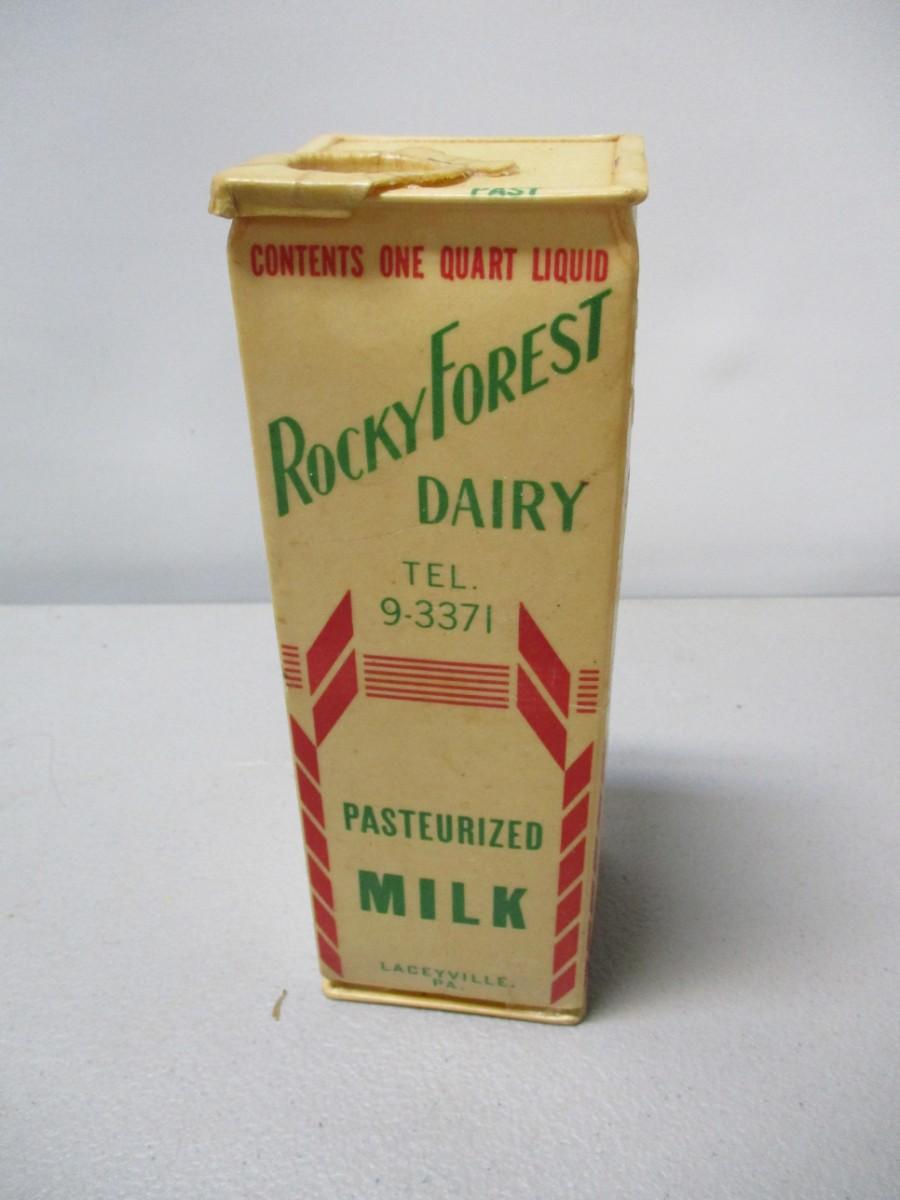 PAST
CONTENTS ONE QUART LIQUID
ROCKY FOREST
DAIRY
TEL.
9-3371
PASTEURIZED
MILK
LACEYVILLE.
PA.